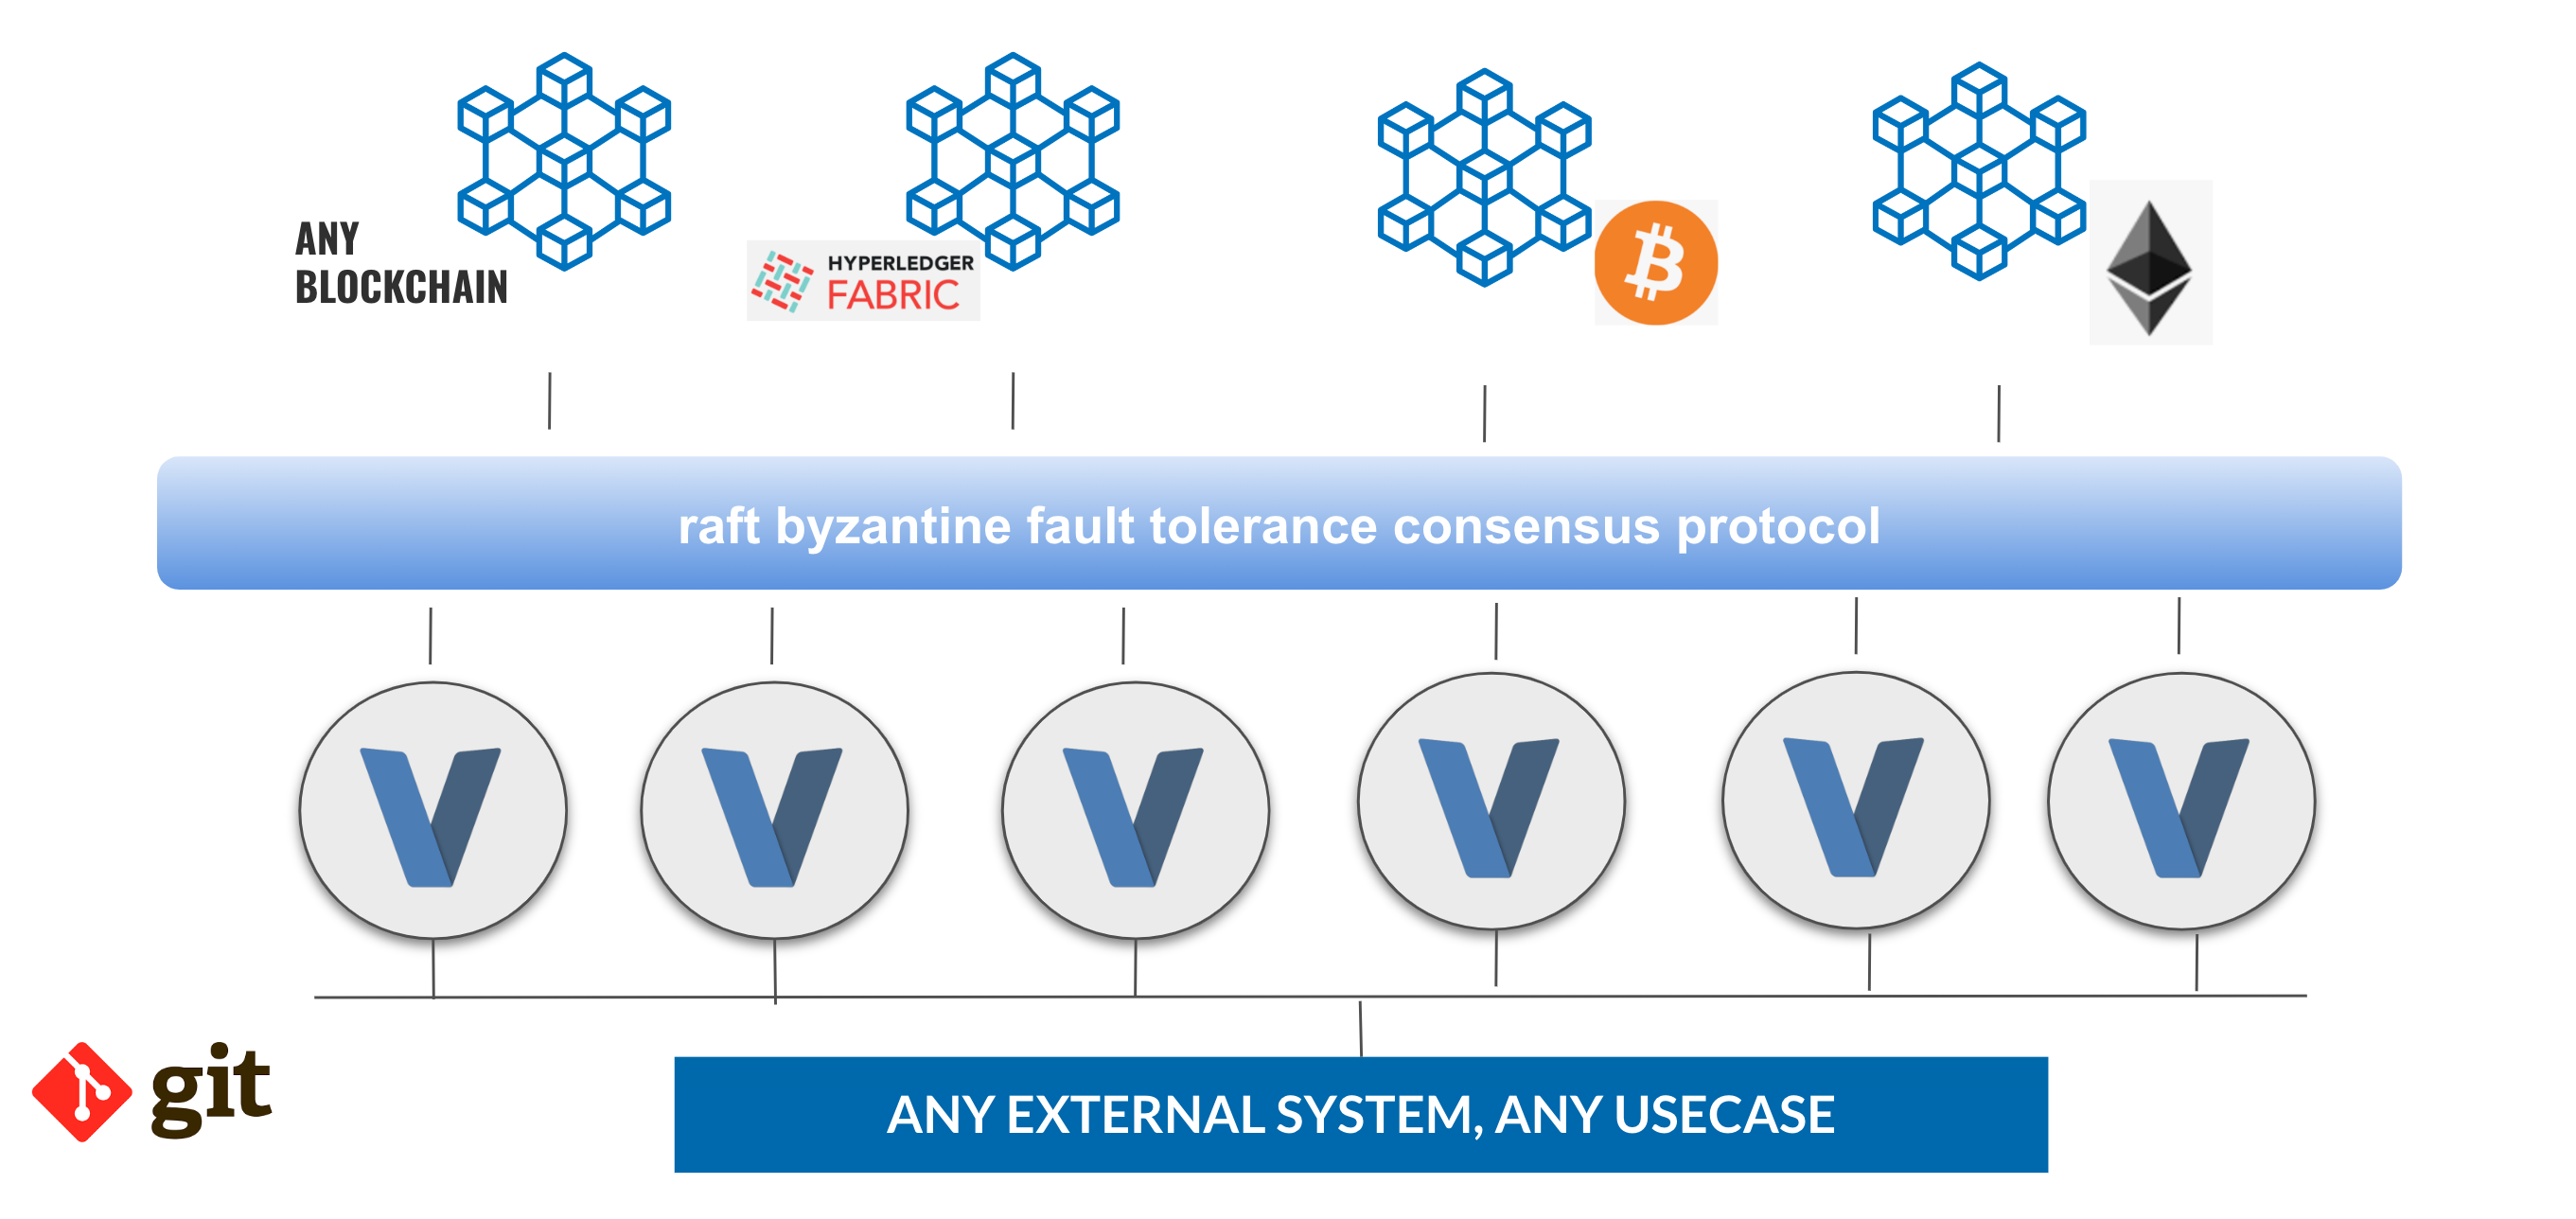 ANY
BLOCKCHAIN
HYPERLEDGER
FABRIC
raft byzantine fault tolerance consensus protocol
V V V V V V
git
ANY EXTERNAL SYSTEM, ANY USECASE